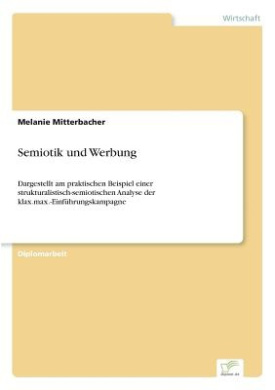 Wirtschaft
Melanie Mitterbacher
Semiotik und Werbung
Dargestellt am praktischen Beispiel einer
strukturalistisch-semiotischen Analyse der
klax.max.-Einführungskampagne
Diplomarbeit